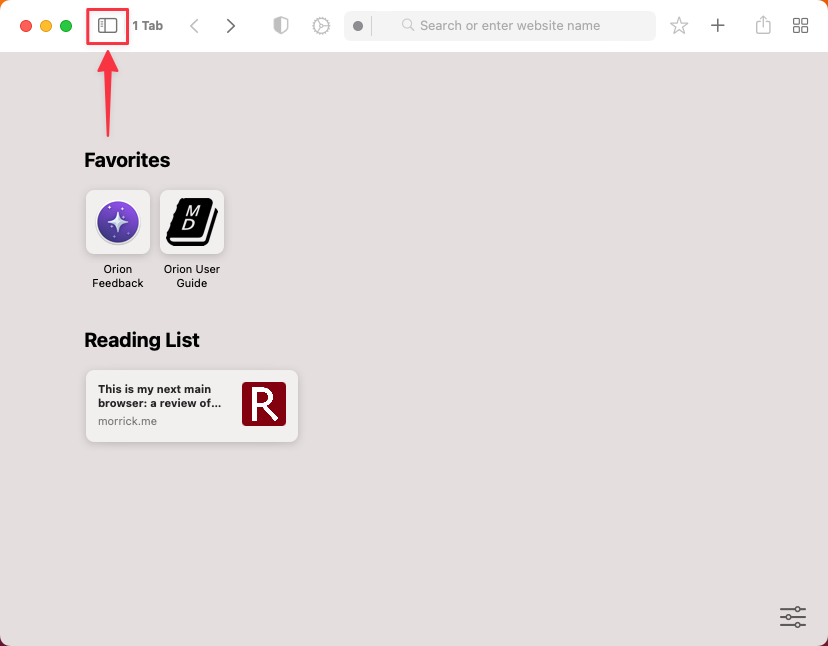 1 Tab
Search or enter website name
Favorites
M
D
Orion
Feedback
Orion User
Guide
Reading List
This is my next main
browser: a review of...
morrick.me
R